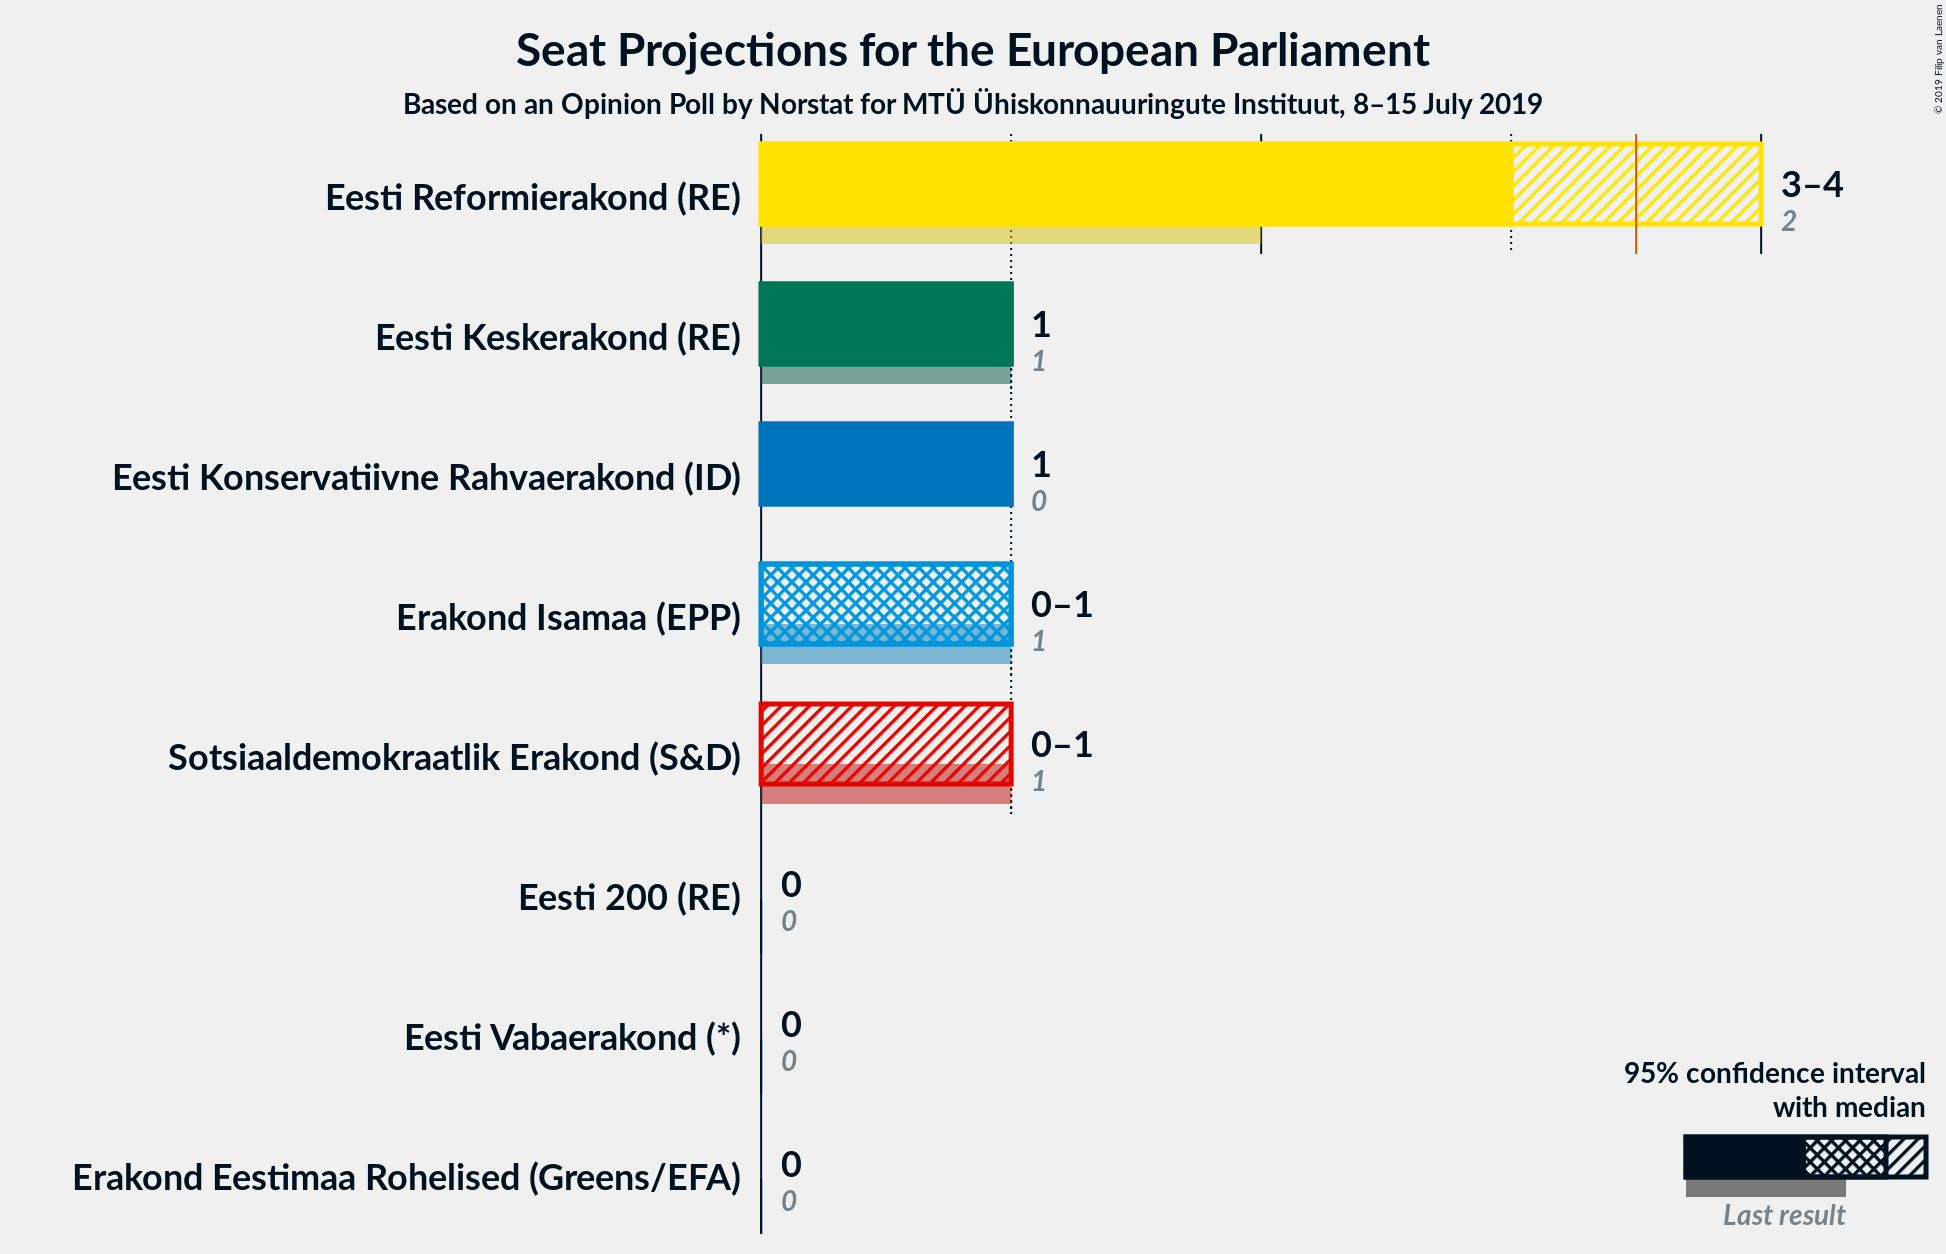 Seat Projections for the European Parliament
Based on an Opinion Poll by Norstat for MTÜ Ühiskonnauuringute Instituut, 8–15 July 2019
© 2019 Filip van Laenen
Eesti Reformierakond (RE)
3–4
2
Eesti Keskerakond (RE)
1
1
Eesti Konservatiivne Rahvaerakond (ID)
1
0
Erakond Isamaa (EPP)
0–1
1
Sotsiaaldemokraatlik Erakond (S&D)
0–1
1
Eesti 200 (RE)
0
0
Eesti Vabaerakond (*)
0
0
Erakond Eestimaa Rohelised (Greens/EFA)
0
0
95% confidence interval
with median
Last result